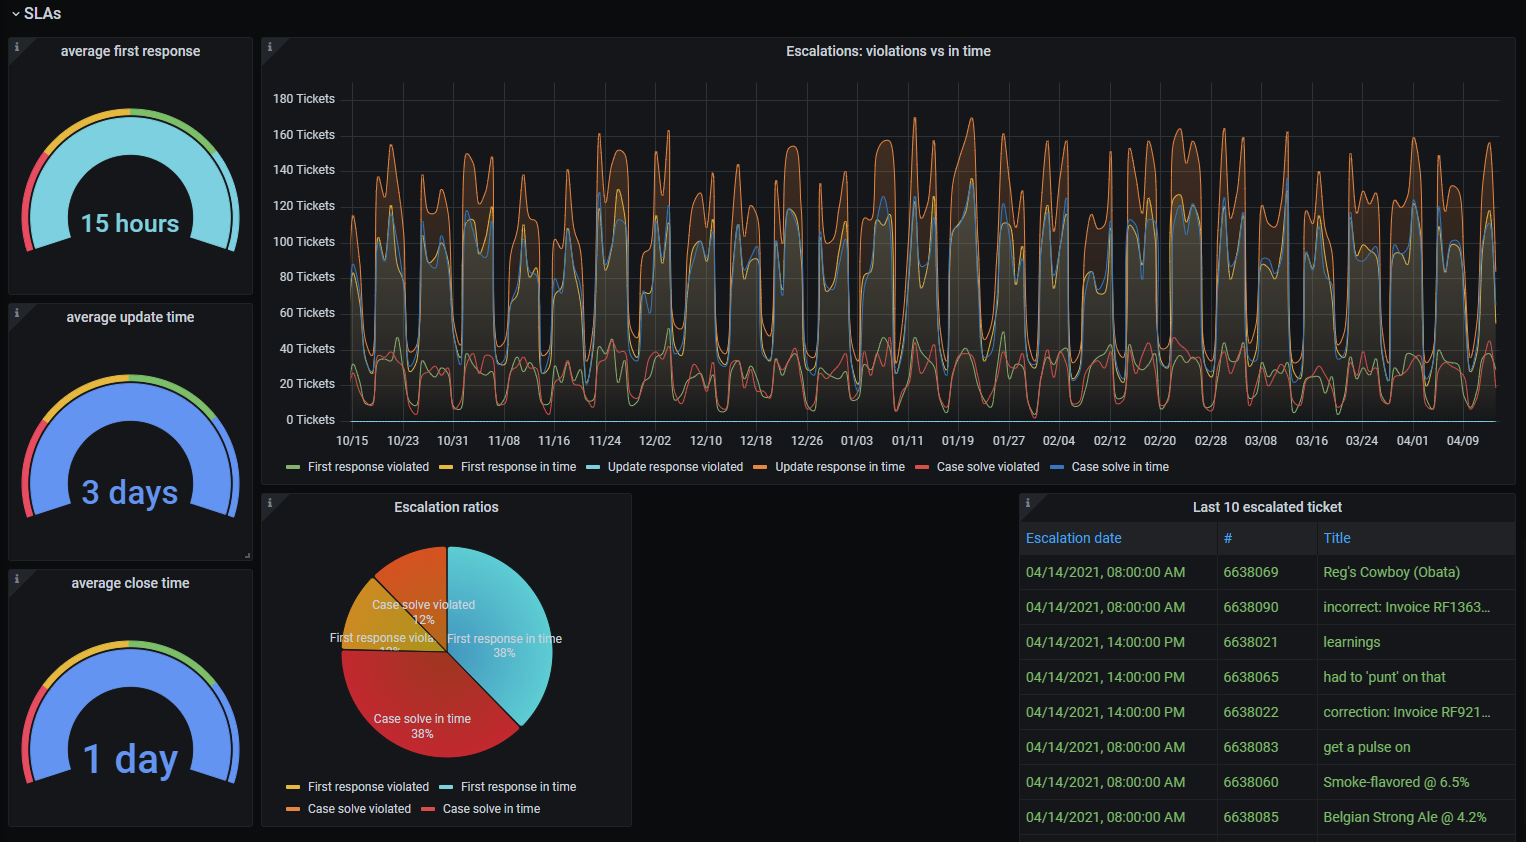 SLAs
average first response
15 hours
average update time
3 days
average close time
1 day
Escalations: violations vs in time
180 Tickets
160 Tickets
140 Tickets
120 Tickets
100 Tickets
80 Tickets
60 Tickets
40 Tickets
20 Tickets
0 Tickets
10/15 10/23 10/31 11/08 11/16 11/24 12/02 12/10 12/18 12/26 01/03 01/11 01/19 01/27 02/04 02/12 02/20 02/28 03/08 03/16 03/24 04/01 04/09
First response violated First response in time Update response violated Update response in time Case solve violated Case solve in time
Escalation ratios
Case solve violated
12%
First response viola
First response in time
38%
Case solve in time
38%
First response violated First response in time
Case solve violated Case solve in time
Last 10 escalated ticket
Escalation date # Title
04/14/2021, 08:00:00 AM 6638069 Reg's Cowboy (Obata)
04/14/2021, 08:00:00 AM 6638090 incorrect: Invoice RF1363...
04/14/2021, 14:00:00 PM 6638021 learnings
04/14/2021, 14:00:00 PM 6638065 had to 'punt' on that
04/14/2021, 14:00:00 PM 6638022 correction: Invoice RF921...
04/14/2021, 08:00:00 AM 6638083 get a pulse on
04/14/2021, 08:00:00 AM 6638060 Smoke-flavored @ 6.5%
04/14/2021, 08:00:00 AM 6638085 Belgian Strong Ale @ 4.2%